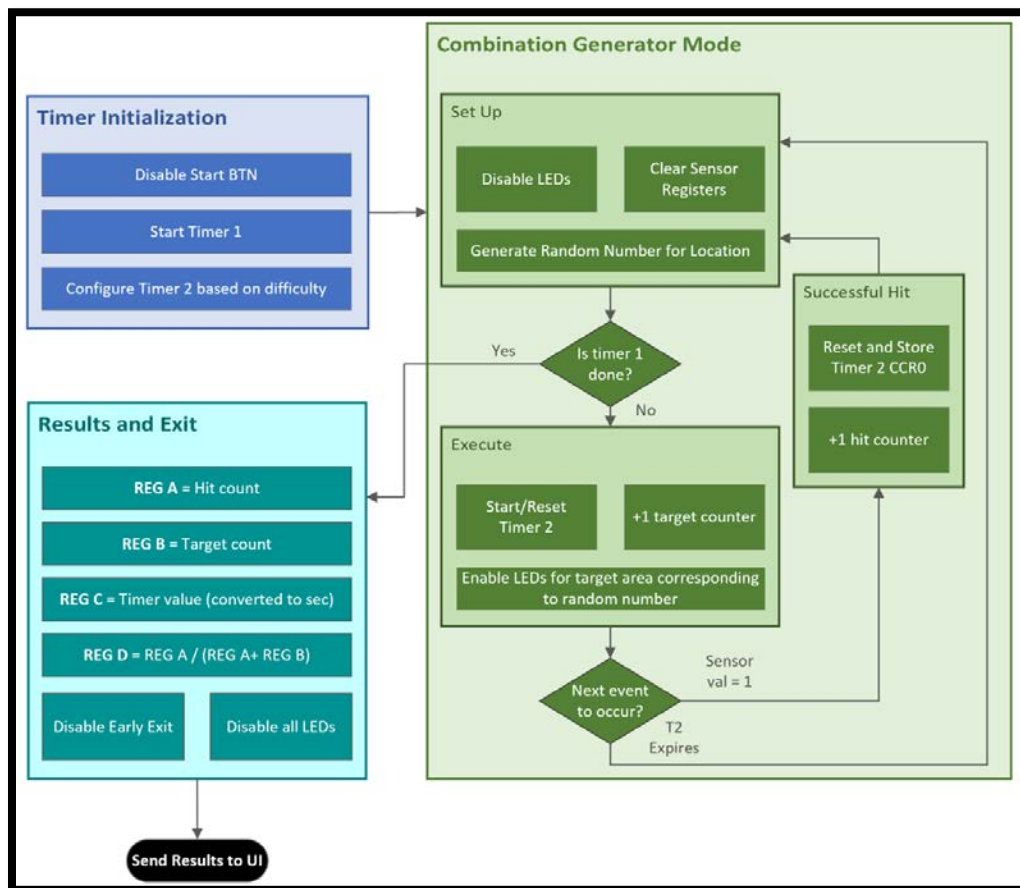 Timer Initialization
Disable Start BTN
Start Timer 1
Configure Timer 2 based on difficulty
Combination Generator Mode
Set Up
Disable LEDs
Clear Sensor
Registers
Generate Random Number for Location
Is timer 1
done?
Yes
No
Execute
Start/Reset
Timer 2
+1 target counter
Enable LEDs for target area corresponding
to random number
Next event
to occur?
Sensor
val = 1
T2
Expires
Successful Hit
Reset and Store
Timer 2 CCR0
+1 hit counter
Results and Exit
REG A = Hit count
REG B = Target count
REG C = Timer value (converted to sec)
REG D = REG A / (REG A+ REG B)
Disable Early Exit
Disable all LEDs
Send Results to UI